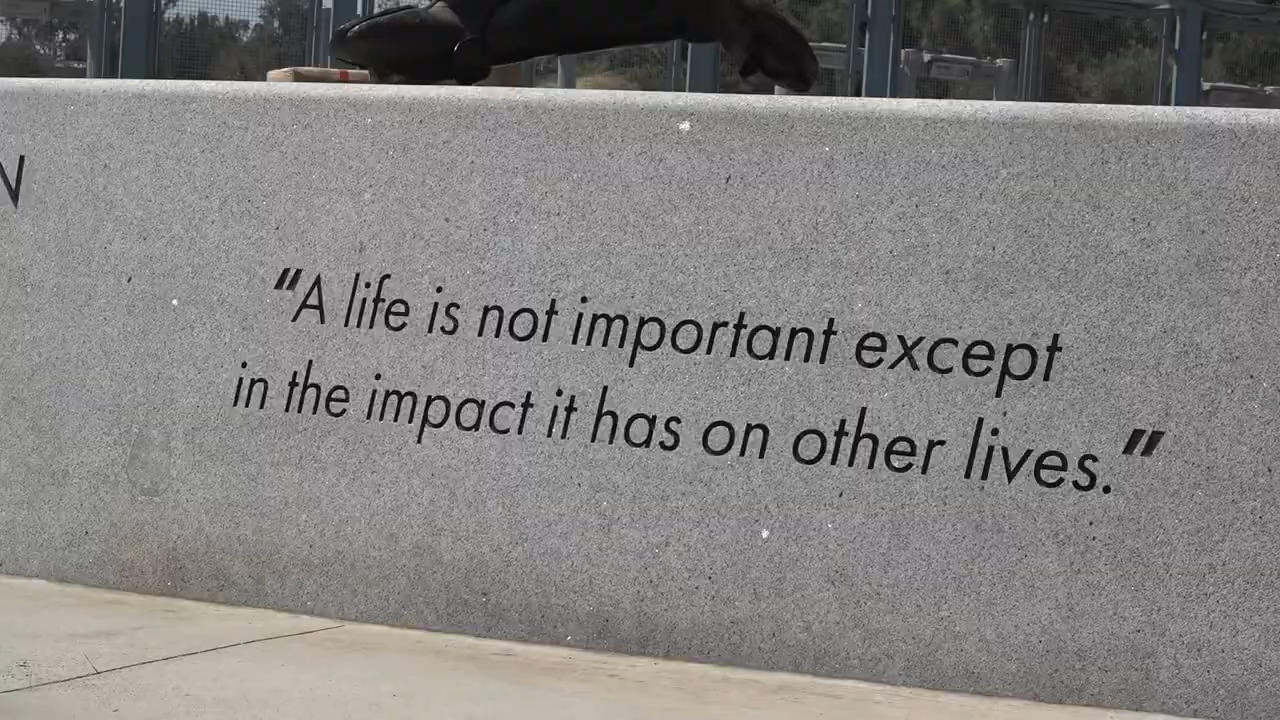 N
“A life is not important except
in the impact it has on other lives.”